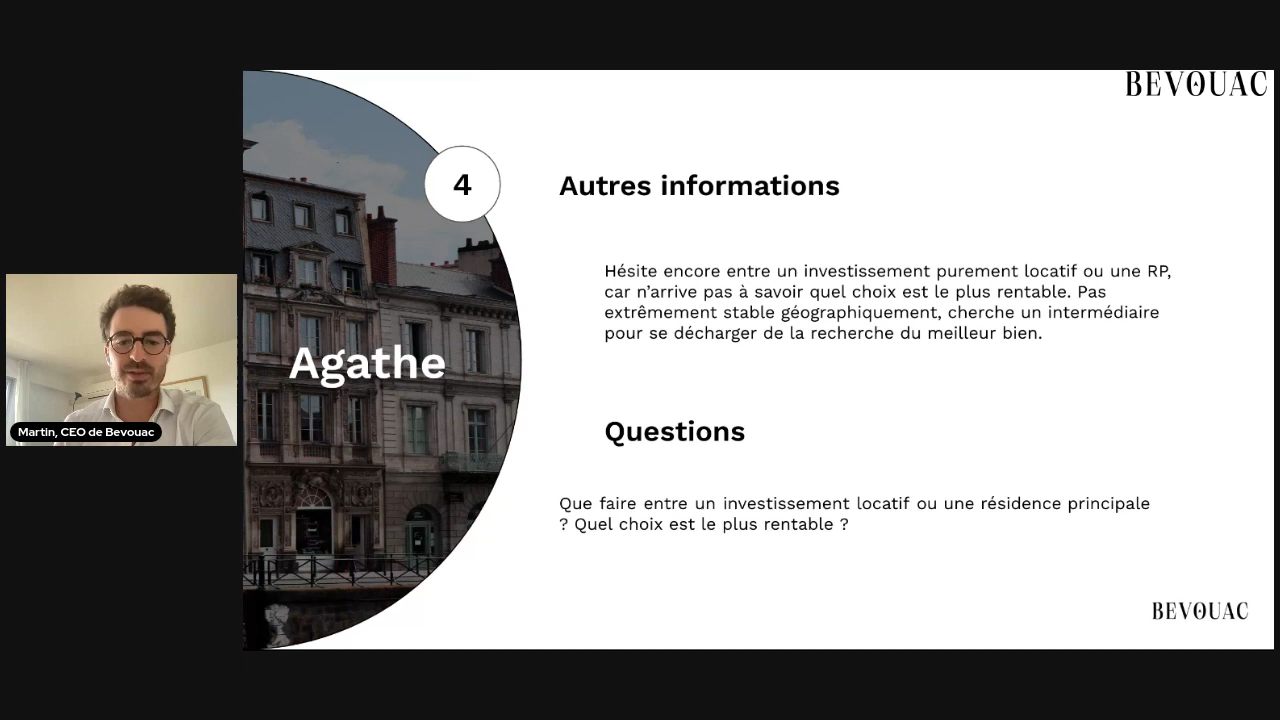 BEVOUAC
4
Autres informations
Hésite encore entre un investissement purement locatif ou une RP,
car n'arrive pas à savoir quel choix est le plus rentable. Pas
extrêmement stable géographiquement, cherche un intermédiaire
pour se décharger de la recherche du meilleur bien.
Agathe
Martin, CEO de Bevouac
Questions
Que faire entre un investissement locatif ou une résidence principale
? Quel choix est le plus rentable ?
BEVOUAC